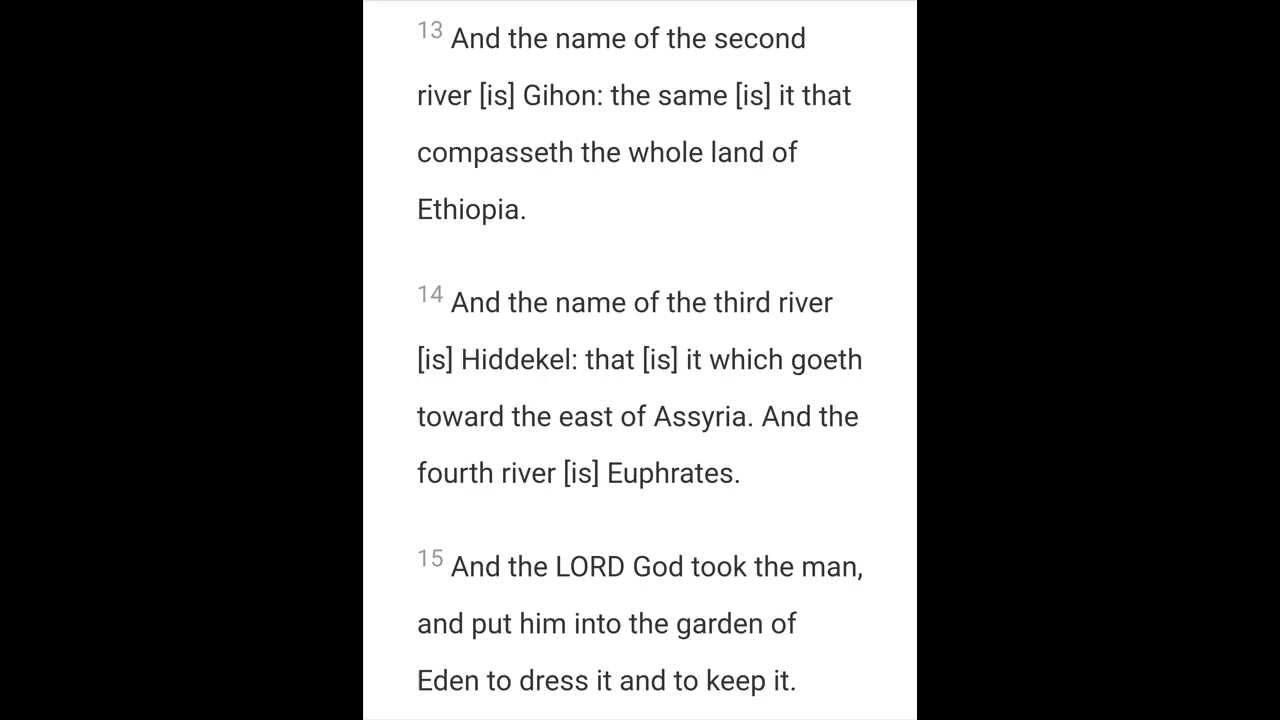 13 And the name of the second
river [is] Gihon: the same [is] it that
compasseth the whole land of
Ethiopia.
14 And the name of the third river
[is] Hiddekel: that [is] it which goeth
toward the east of Assyria. And the
fourth river [is] Euphrates.
15 And the LORD God took the man,
and put him into the garden of
Eden to dress it and to keep it.